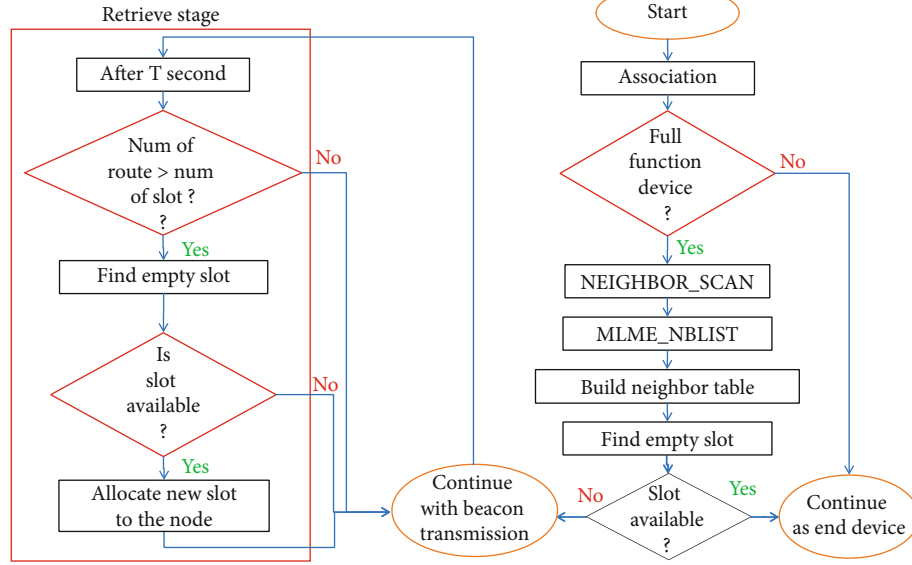 Retrieve stage
After T second
Num of
route > num
of slot ?
?
No
Yes
Find empty slot
Is
slot
available
?
No
Yes
Allocate new slot
to the node
Continue
with beacon
transmission
Start
Association
Full
function
device
?
No
Yes
NEIGHBOR_SCAN
MLME_NBLIST
Build neighbor table
Find empty slot
No
Slot
available
?
Yes
Continue
as end device